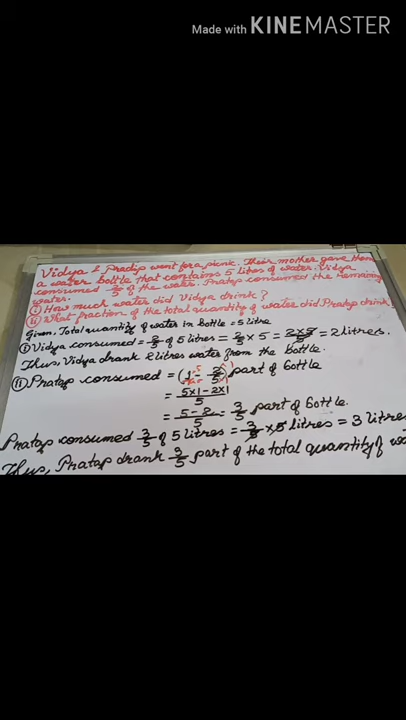 Made with KINEMASTER
Vidya & Pradip went for a picnic. Their mother gave them
a water bottle that contains 5 litres of water. Vidya
consumed 2/5 of the water. Pratap consumed the remaining
water.
(i) How much water did Vidya drink?
(ii) What fraction of the total quantity of water did Pratap drink
Given, Total quantity of water in bottle = 5 litre
(i) Vidya consumed = 2/5 of 5 litres = 2/5 × 5 = 2×5/5 = 2 litres.
Thus, Vidya drank 2 litres water from the bottle.
(ii) Pratap consumed = (1 - 2/5) part of bottle
= 5×1-2×1/5
= 5-2/5 = 3/5 part of bottle.
Pratap consumed 3/5 of 5 litres = 3/5 × 5 litres = 3 litres
Thus, Pratap drank 3/5 part of the total quantity of wa